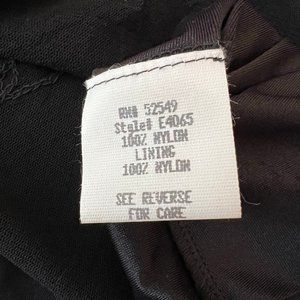 RN# 52549
Style# E4065
100% NYLON
LINING
100% NYLON
SEE REVERSE
FOR CARE